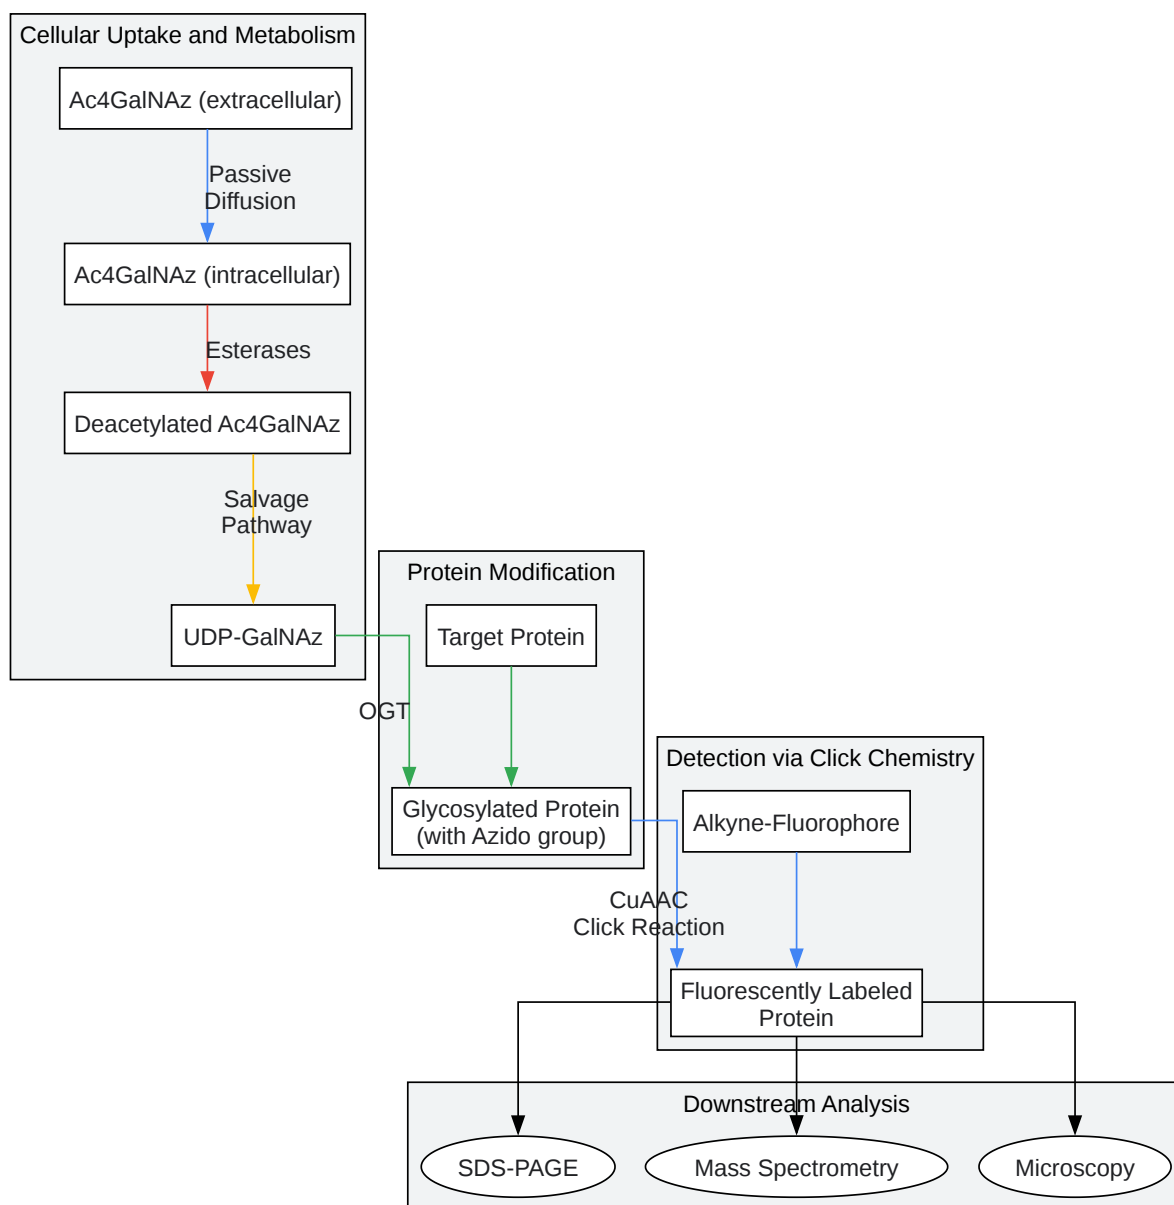 Cellular Uptake and Metabolism
Ac4GalNAz (extracellular)
Passive
Diffusion
Ac4GalNAz (intracellular)
Esterases
Deacetylated Ac4GalNAz
Salvage
Pathway
UDP-GalNAz
Protein Modification
Target Protein
OGT
Glycosylated Protein
(with Azido group)
Detection via Click Chemistry
Alkyne-Fluorophore
CuAAC
Click Reaction
Fluorescently Labeled
Protein
Downstream Analysis
SDS-PAGE
Mass Spectrometry
Microscopy